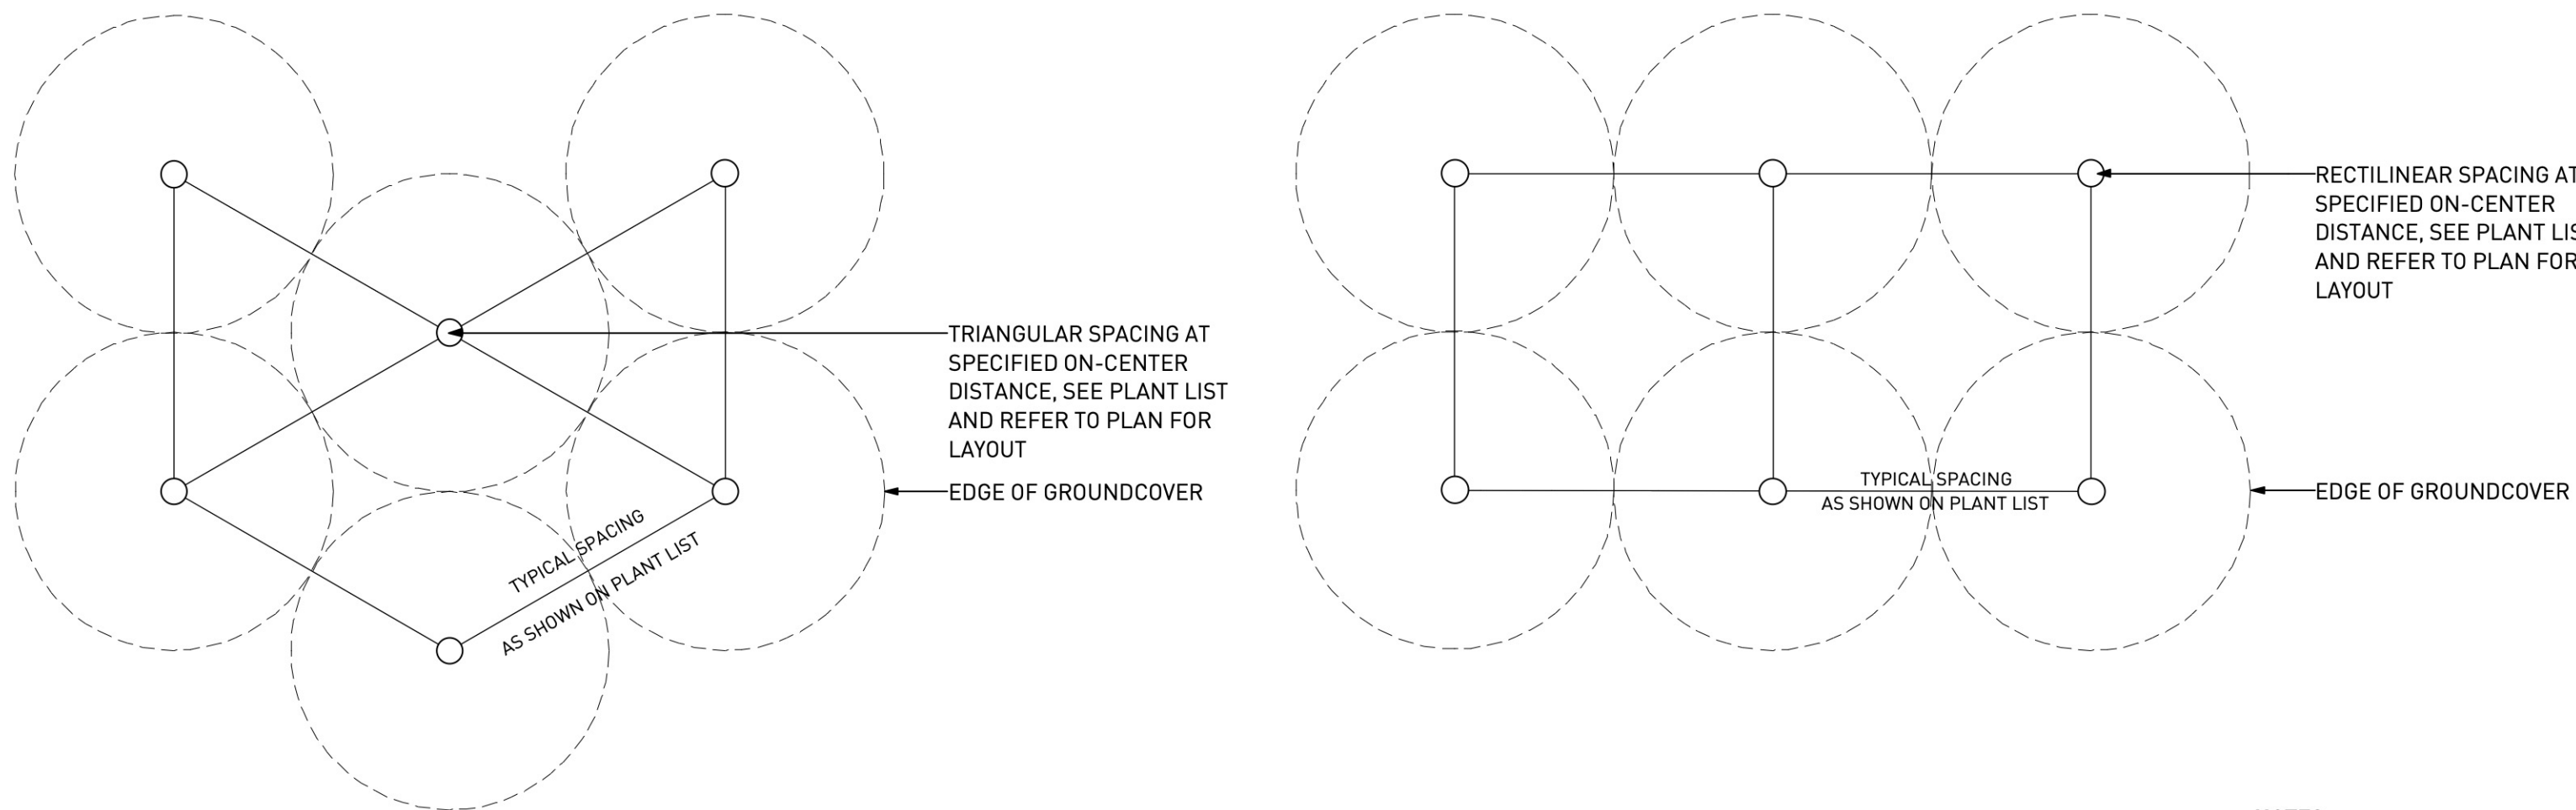 TRIANGULAR SPACING AT
SPECIFIED ON-CENTER
DISTANCE, SEE PLANT LIST
AND REFER TO PLAN FOR
LAYOUT
EDGE OF GROUNDCOVER
TYPICAL SPACING
AS SHOWN ON PLANT LIST
RECTILINEAR SPACING AT
SPECIFIED ON-CENTER
DISTANCE, SEE PLANT
AND REFER TO PLAN FOR
LAYOUT
TYPICAL SPACING
AS SHOWN ON PLANT LIST
EDGE OF GROUNDCOVER